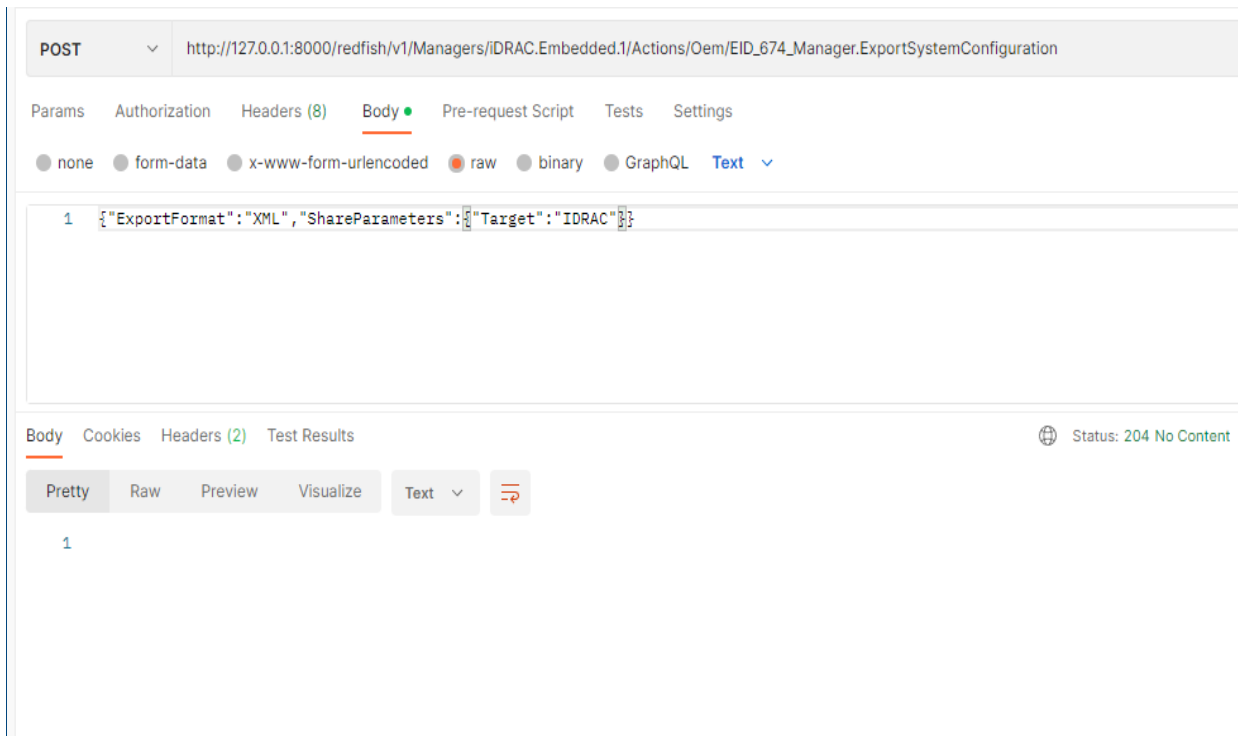 POST http://127.0.0.1:8000/redfish/v1/Managers/iDRAC.Embedded.1/Actions/Oem/EID_674_Manager.ExportSystemConfiguration
Params Authorization Headers (8) Body Pre-request Script Tests Settings
none form-data x-www-form-urlencoded raw binary GraphQL Text
1 {"ExportFormat":"XML","ShareParameters":{"Target":"IDRAC"}}
Body Cookies Headers (2) Test Results Status: 204 No Content
Pretty Raw Preview Visualize Text
1